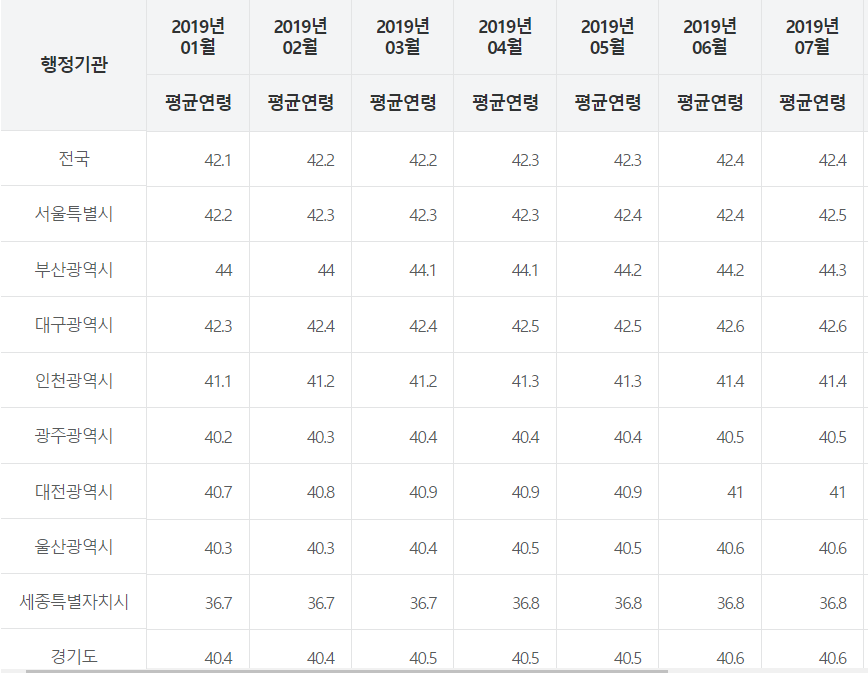 행정기관 2019년 01월 2019년 02월 2019년 03월 2019년 04월 2019년 05월 2019년 06월 2019년 07월
평균연령 평균연령 평균연령 평균연령 평균연령 평균연령 평균연령
전국 42.1 42.2 42.2 42.3 42.3 42.4 42.4
서울특별시 42.2 42.3 42.3 42.3 42.4 42.4 42.5
부산광역시 44 44 44.1 44.1 44.2 44.2 44.3
대구광역시 42.3 42.4 42.4 42.5 42.5 42.6 42.6
인천광역시 41.1 41.2 41.2 41.3 41.3 41.4 41.4
광주광역시 40.2 40.3 40.4 40.4 40.4 40.5 40.5
대전광역시 40.7 40.8 40.9 40.9 40.9 41 41
울산광역시 40.3 40.3 40.4 40.5 40.5 40.6 40.6
세종특별자치시 36.7 36.7 36.7 36.8 36.8 36.8 36.8
경기도 40.4 40.4 40.5 40.5 40.5 40.6 40.6